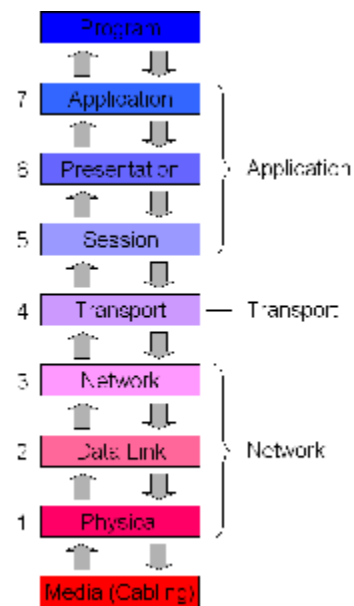 Program
7 Application
6 Presentation
Application
5 Session
4 Transport
Transport
3 Network
2 Data Link
Network
1 Physical
Media (Cabling)